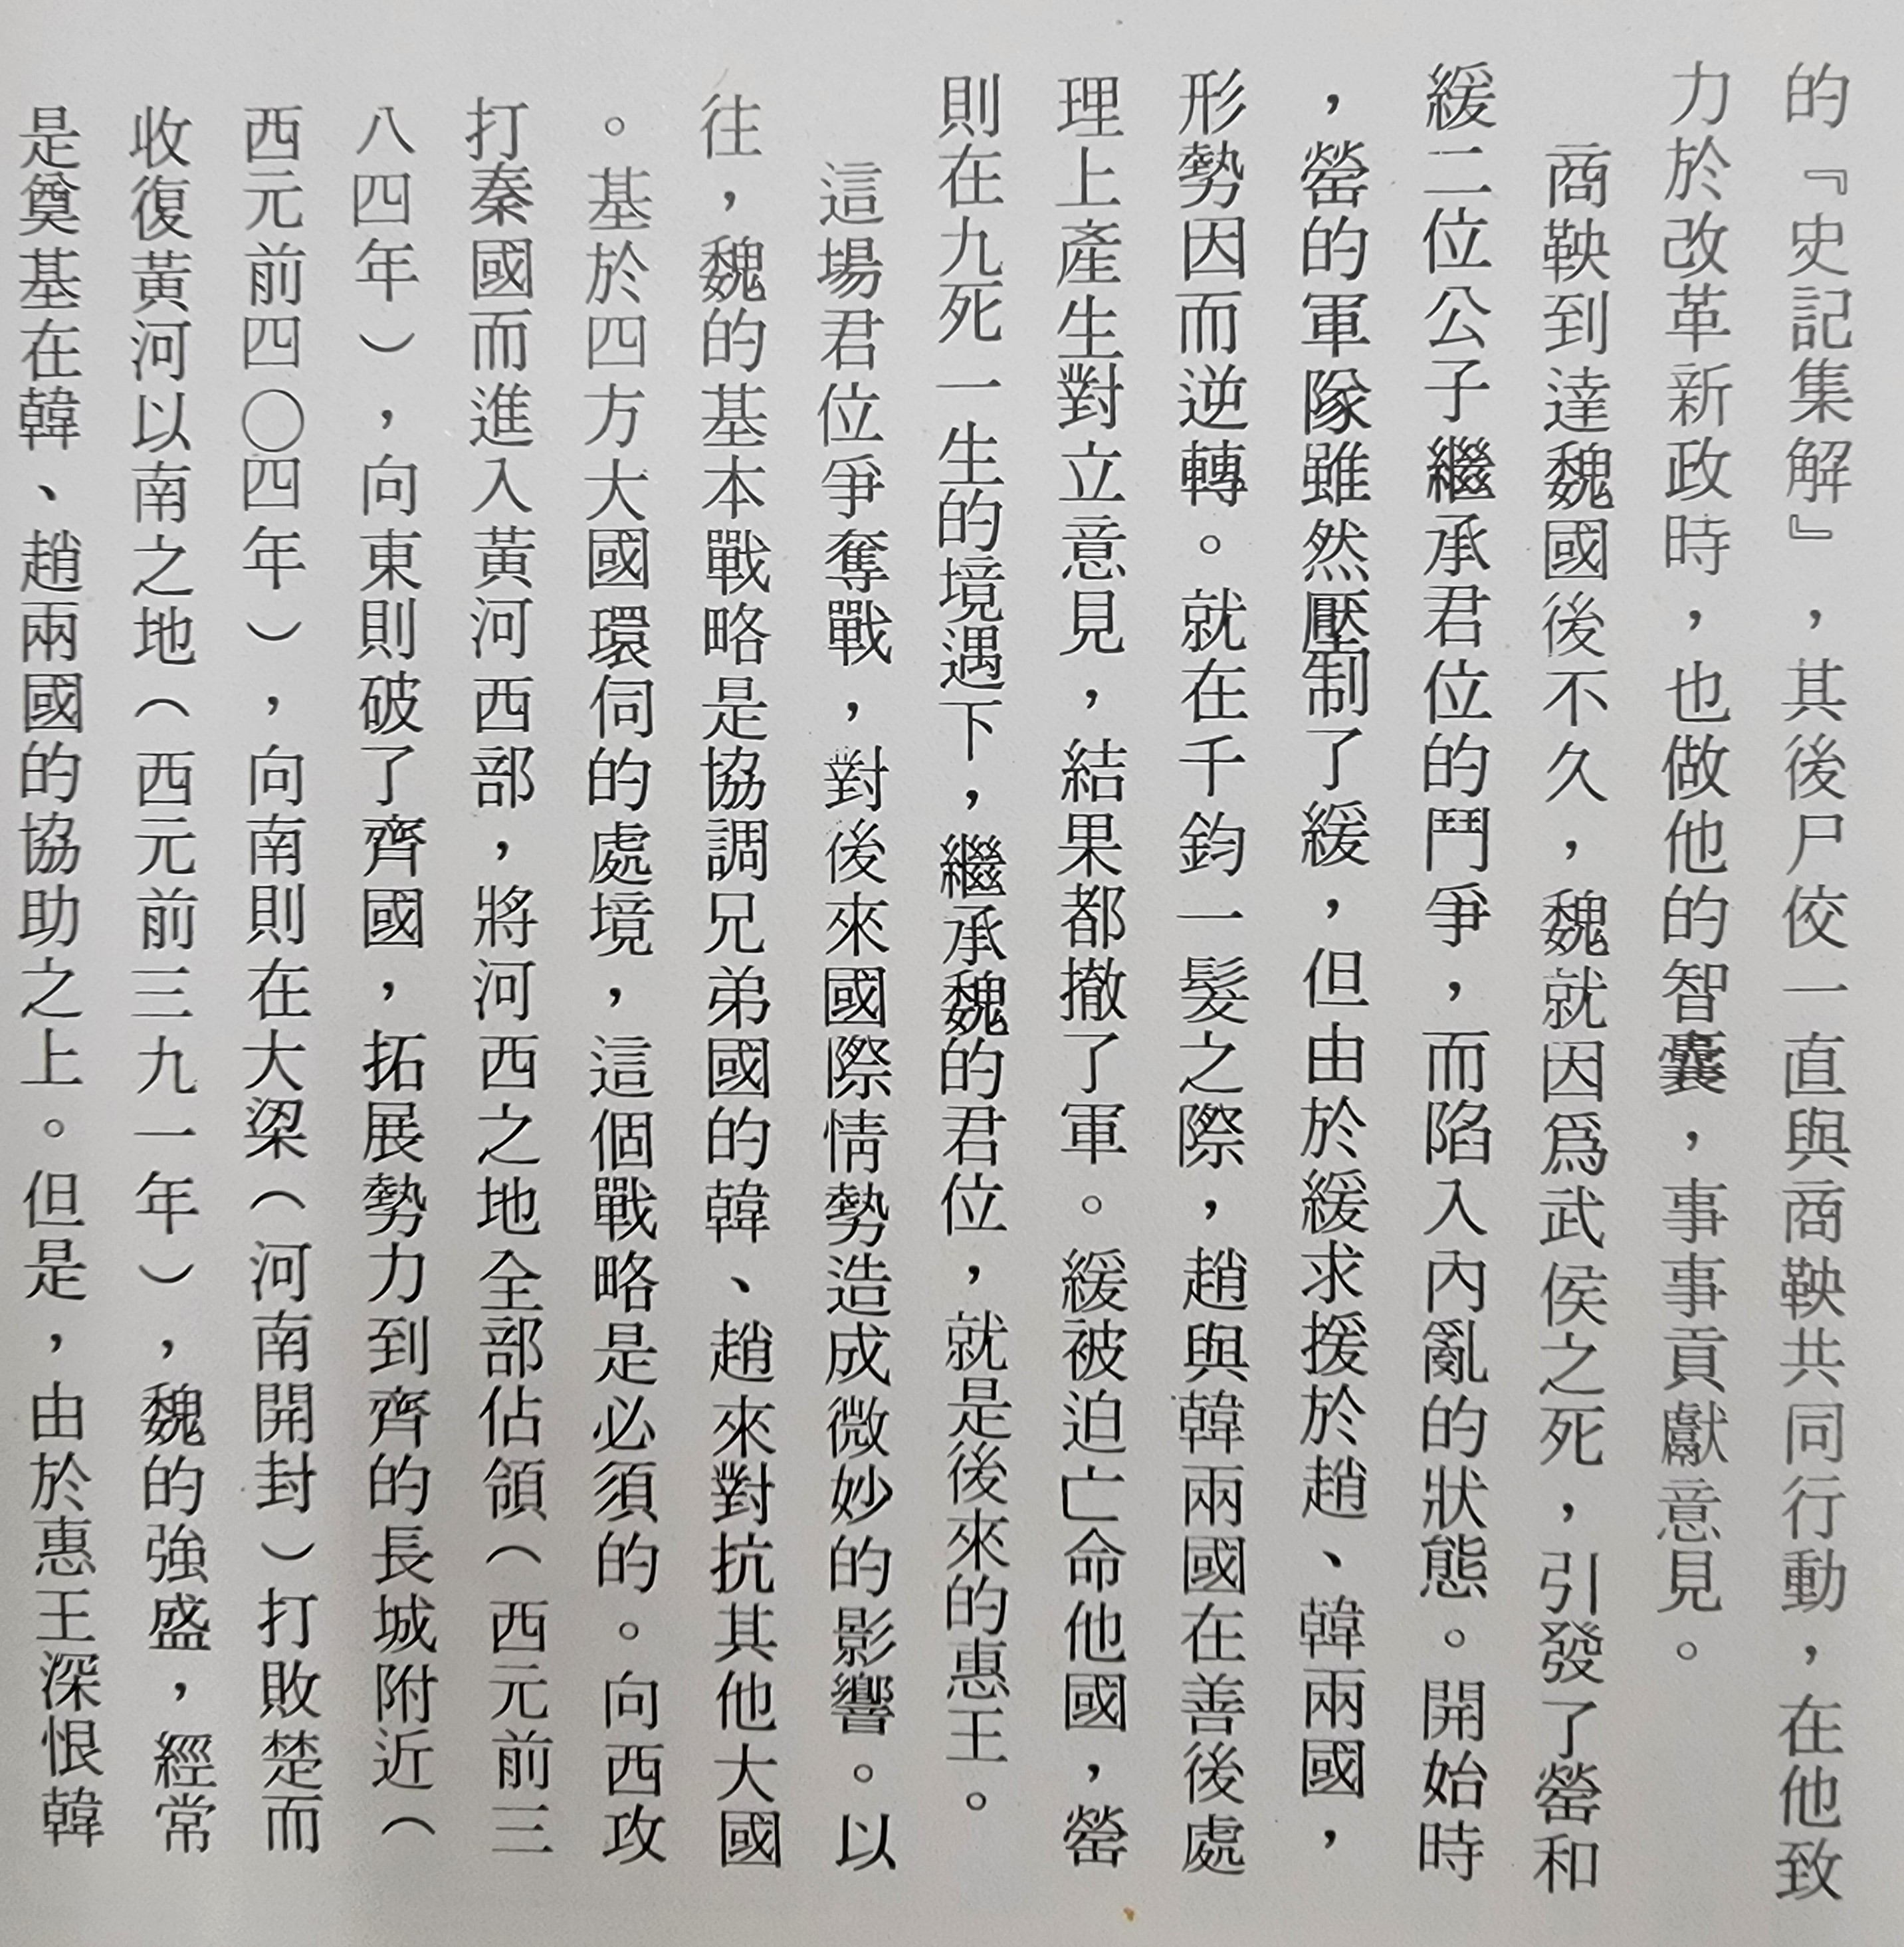 的『史記集解』，其後尸佼一直與商鞅共同行動，在他致
力於改革新政時，也做他的智囊，事事貢獻意見。
商鞅到達魏國後不久，魏就因爲武侯之死，引發了罃和
緩二位公子繼承君位的鬥爭，而陷入內亂的狀態。開始時
，罃的軍隊雖然壓制了緩，但由於緩求援於趙、韓兩國，
形勢因而逆轉。就在千鈞一髮之際，趙與韓兩國在善後處
理上產生對立意見，結果都撤了軍。緩被迫亡命他國，罃
則在九死一生的境遇下，繼承魏的君位，就是後來的惠王。
這場君位爭奪戰，對後來國際情勢造成微妙的影響。以
往，魏的基本戰略是協調兄弟國的韓、趙來對抗其他大國
。基於四方大國環伺的處境，這個戰略是必須的。向西攻
打秦國而進入黃河西部，將河西之地全部佔領（西元前三
八四年），向東則破了齊國，拓展勢力到齊的長城附近（
西元前四〇四年），向南則在大梁（河南開封）打敗楚而
收復黃河以南之地（西元前三九一年），魏的強盛，經常
是奠基在韓、趙兩國的協助之上。但是，由於惠王深恨韓